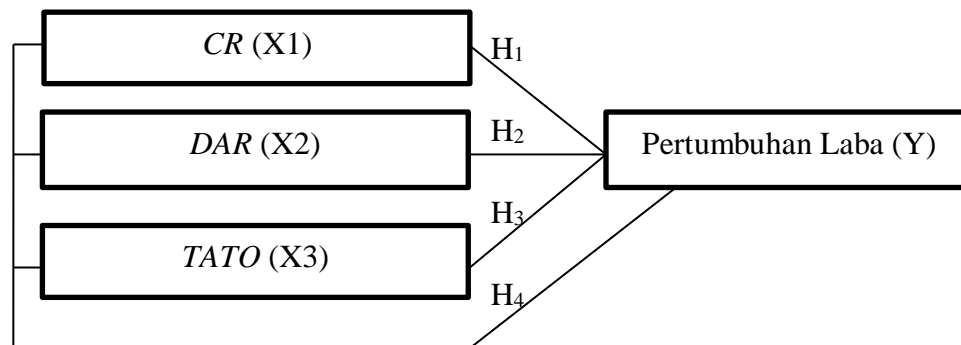 CR (X1)
H₁
DAR (X2)
H₂
Pertumbuhan Laba (Y)
TATO (X3)
H₃
H₄